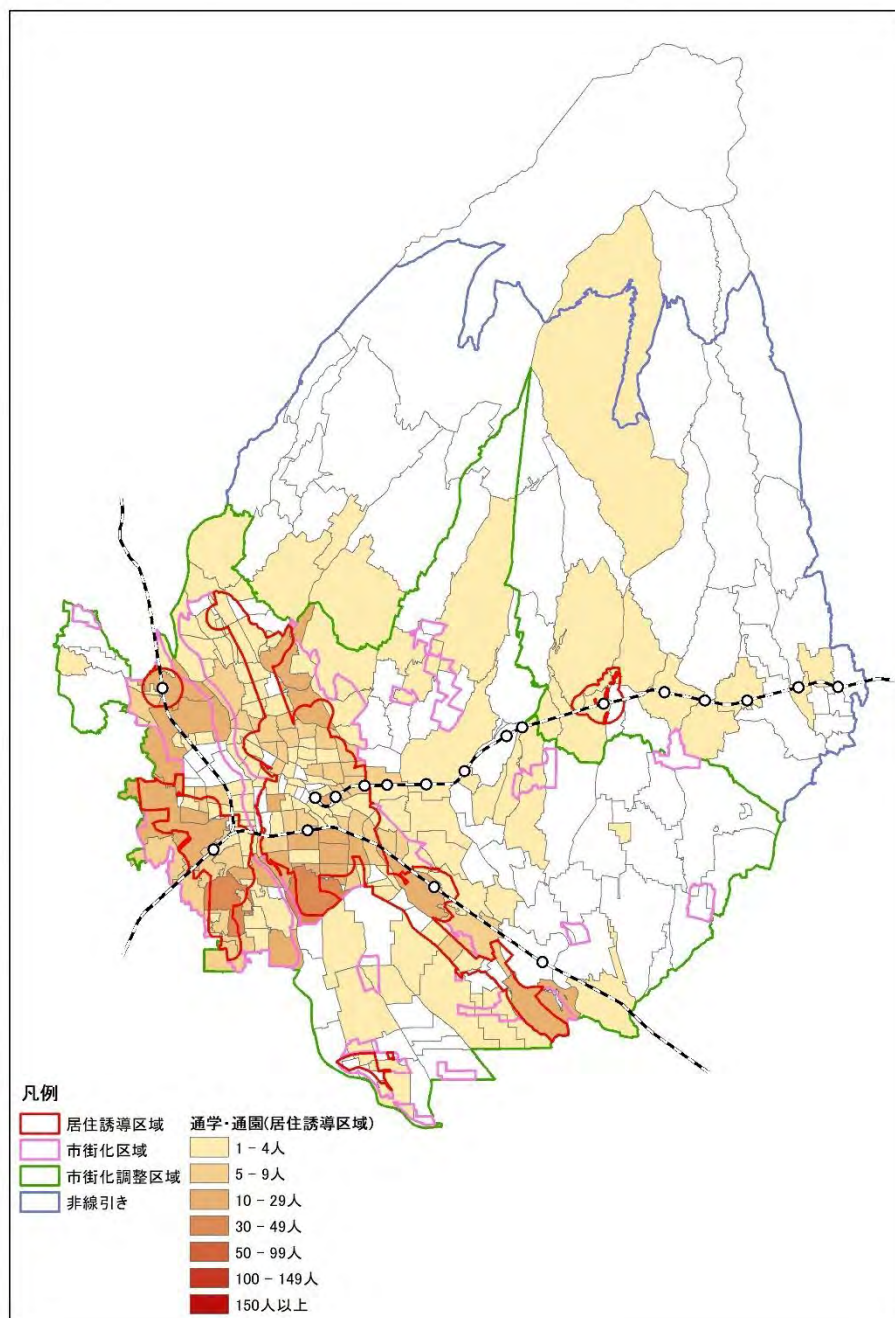 凡例
居住誘導区域
市街化区域
市街化調整区域
非線引き
通学・通園(居住誘導区域)
1 - 4人
5 - 9人
10 - 29人
30 - 49人
50 - 99人
100 - 149人
150人以上